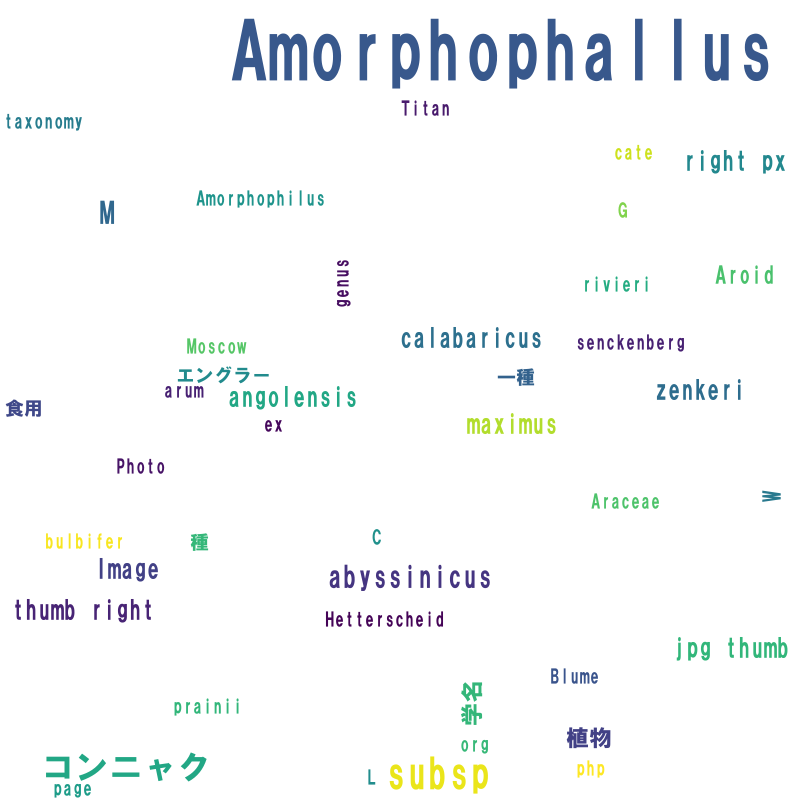 Amorphophallus
Titan
taxonomy
cate
right px
Amorphophilus
M
G
genus
rivieri
Aroid
calabaricus
senckenberg
Moscow
エングラー
一種
arum
angolensis
zenkeri
食用
ex
maximus
Photo
Araceae
W
bulbifer
種
C
Image
abyssinicus
thumb right
Hetterscheid
jpg thumb
Blume
prainii
学名
org
植物
コンニャク
page
L
subsp
php